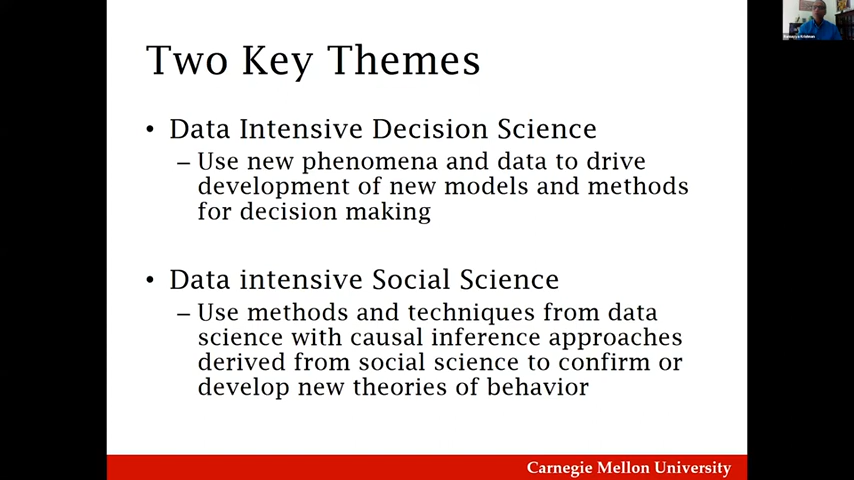 Two Key Themes
• Data Intensive Decision Science
– Use new phenomena and data to drive
development of new models and methods
for decision making
• Data intensive Social Science
– Use methods and techniques from data
science with causal inference approaches
derived from social science to confirm or
develop new theories of behavior
Carnegie Mellon University